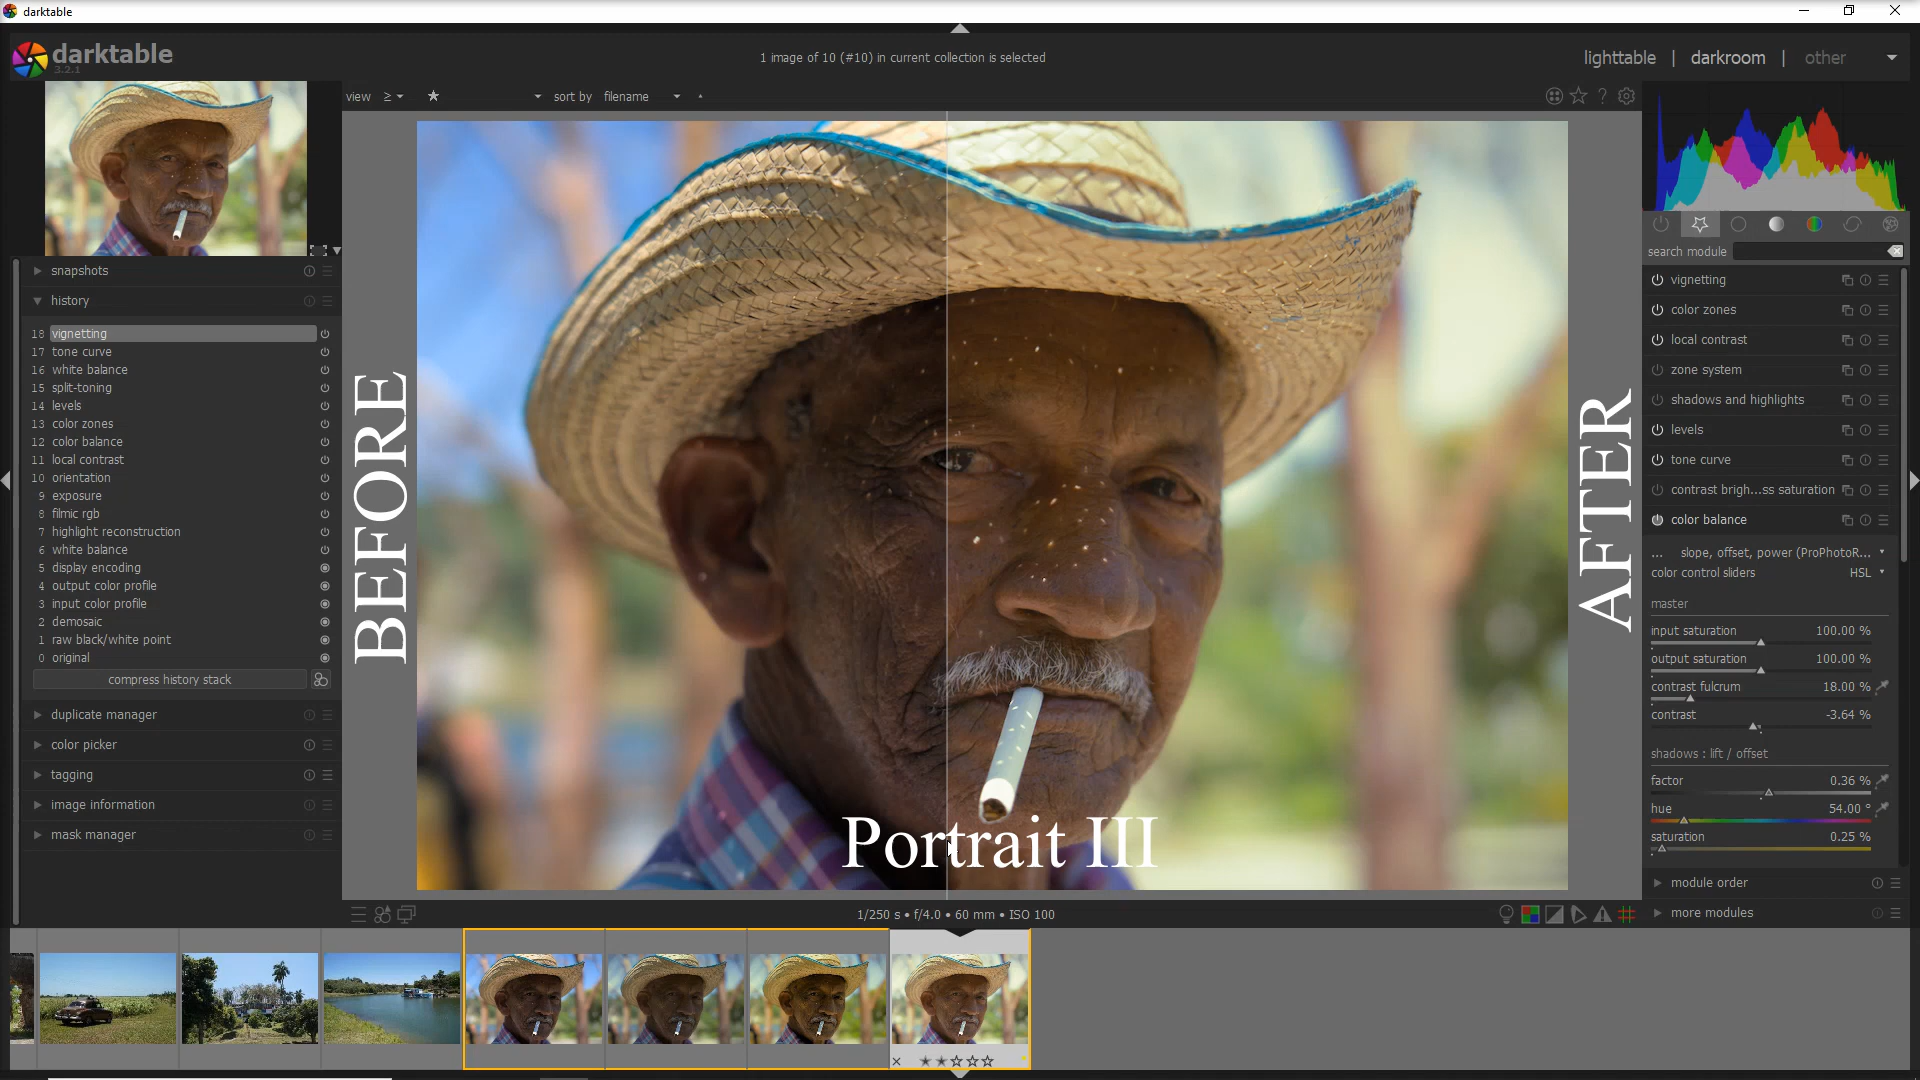 darktable
darktable
3.2.1
1 image of 10 (#10) in current collection is selected
lighttable | darkroom | other
view ≥ ★ sort by filename
?
search module
snapshots
history
18 vignetting
17 tone curve
16 white balance
15 split-toning
14 levels
13 color zones
12 color balance
11 local contrast
10 orientation
9 exposure
8 filmic rgb
7 highlight reconstruction
6 white balance
5 display encoding
4 output color profile
3 input color profile
2 demosaic
1 raw black/white point
0 original
compress history stack
duplicate manager
color picker
tagging
image information
mask manager
BEFORE
AFTER
Portrait III
1/250 s • f/4.0 • 60 mm • ISO 100
vignetting
color zones
local contrast
zone system
shadows and highlights
levels
tone curve
contrast brigh...ss saturation
color balance
... slope, offset, power (ProPhotoR...
color control sliders HSL
master
input saturation 100.00 %
output saturation 100.00 %
contrast fulcrum 18.00 %
contrast -3.64 %
shadows : lift / offset
factor 0.36 %
hue 54.00 °
saturation 0.25 %
module order
more modules